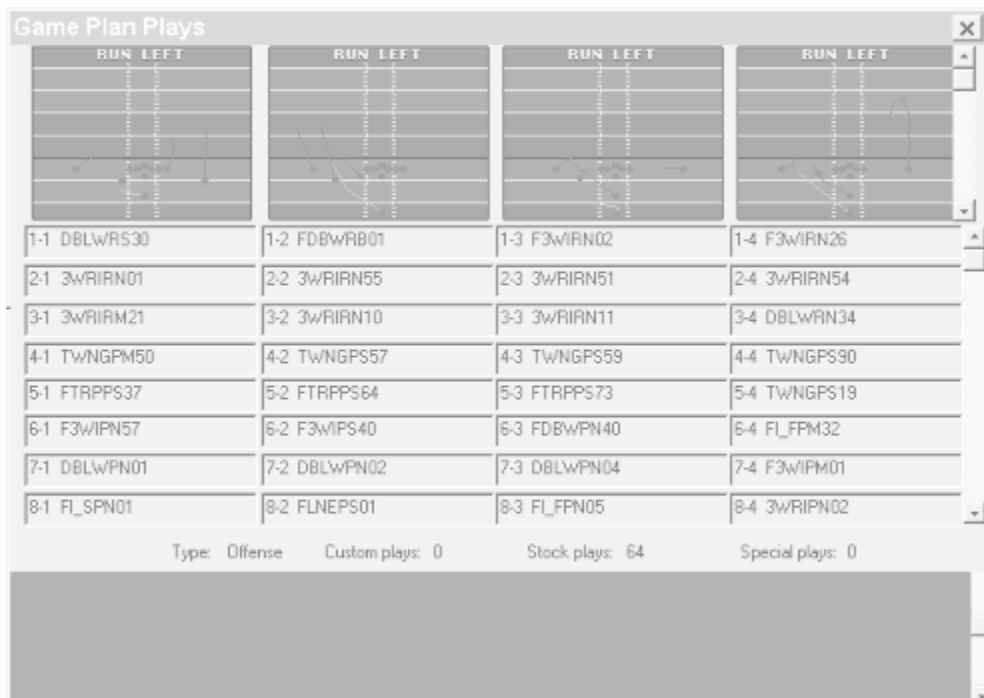 Game Plan Plays
RUN LEFT RUN LEFT RUN LEFT RUN LEFT
1-1 DBLWRS30 1-2 FDBWRB01 1-3 F3WIRN02 1-4 F3WIRN26
2-1 3WRIRN01 2-2 3WRIRN55 2-3 3WRIRN51 2-4 3WRIRN54
3-1 3WRIRM21 3-2 3WRIRN10 3-3 3WRIRN11 3-4 DBLWRN34
4-1 TWNGPM50 4-2 TWNGPS57 4-3 TWNGPS59 4-4 TWNGPS90
5-1 FTRPPS37 5-2 FTRPPS64 5-3 FTRPPS73 5-4 TWNGPS19
6-1 F3WIPN57 6-2 F3WIPS40 6-3 FDBWPN40 6-4 FI_FPM32
7-1 DBLWPN01 7-2 DBLWPN02 7-3 DBLWPN04 7-4 F3WIPM01
8-1 FI_SPN01 8-2 FLNEPS01 8-3 FI_FPN05 8-4 3WRIPN02
Type: Offense Custom plays: 0 Stock plays: 64 Special plays: 0